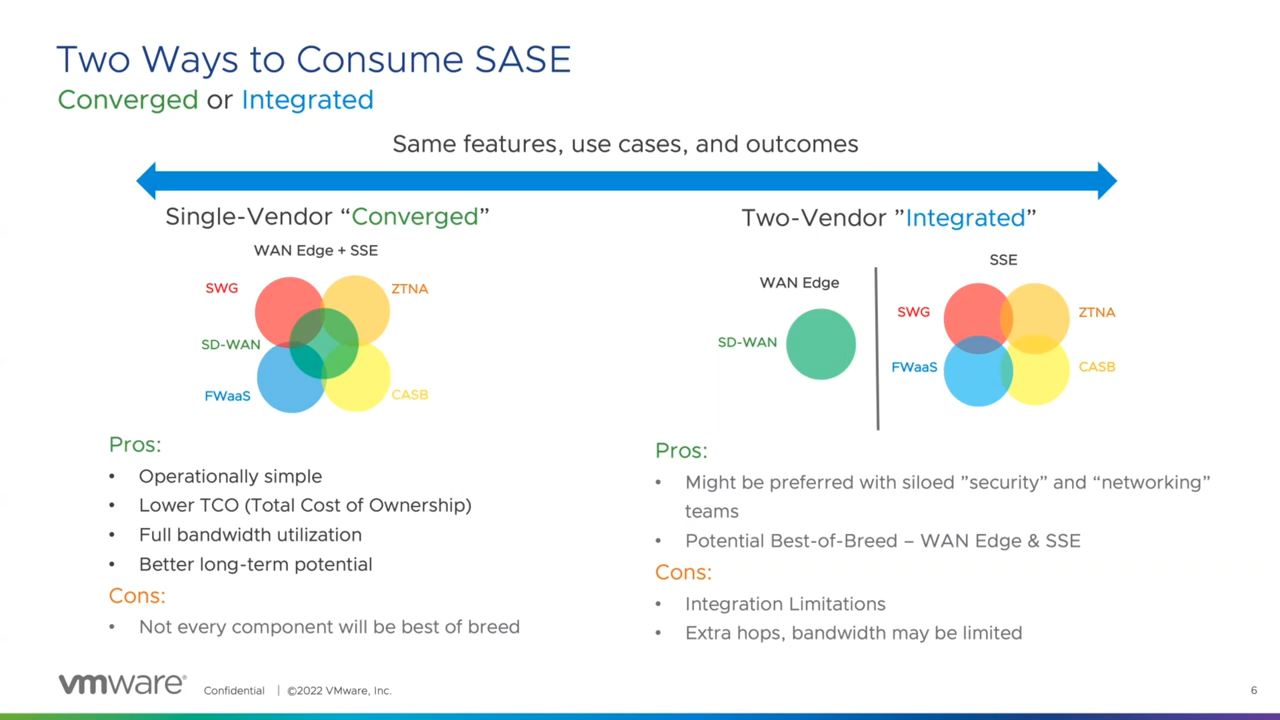 Two Ways to Consume SASE
Converged or Integrated
Same features, use cases, and outcomes
Single-Vendor “Converged”
WAN Edge + SSE
SWG
ZTNA
SD-WAN
FWaaS
CASB
Pros:
• Operationally simple
• Lower TCO (Total Cost of Ownership)
• Full bandwidth utilization
• Better long-term potential
Cons:
• Not every component will be best of breed
Two-Vendor ”Integrated”
WAN Edge
SD-WAN
SSE
SWG
ZTNA
FWaaS
CASB
Pros:
• Might be preferred with siloed ”security” and “networking”
teams
• Potential Best-of-Breed – WAN Edge & SSE
Cons:
• Integration Limitations
• Extra hops, bandwidth may be limited
vmware®
Confidential | ©2022 VMware, Inc.
6